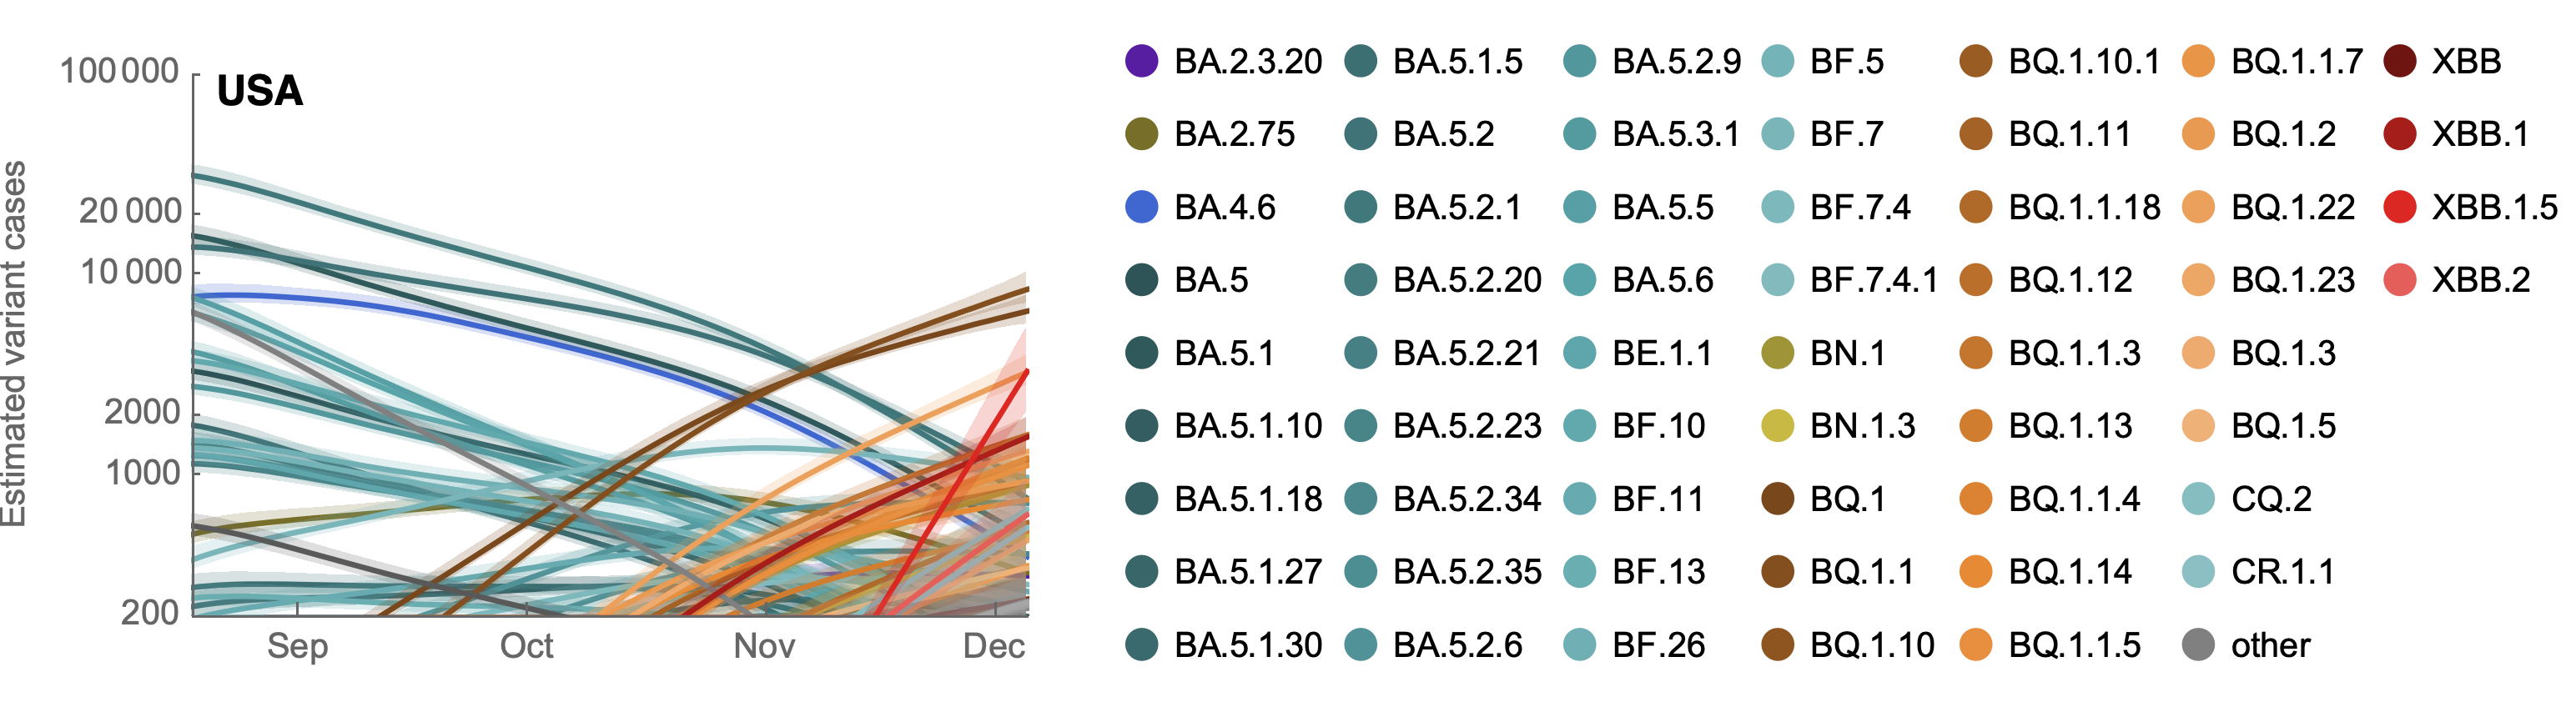 Estimated variant cases
100 000
20 000
10 000
2000
1000
200
USA
Sep Oct Nov Dec
BA.2.3.20 BA.5.1.5 BA.5.2.9 BF.5 BQ.1.10.1 BQ.1.1.7 XBB
BA.2.75 BA.5.2 BA.5.3.1 BF.7 BQ.1.11 BQ.1.2 XBB.1
BA.4.6 BA.5.2.1 BA.5.5 BF.7.4 BQ.1.1.18 BQ.1.22 XBB.1.5
BA.5 BA.5.2.20 BA.5.6 BF.7.4.1 BQ.1.12 BQ.1.23 XBB.2
BA.5.1 BA.5.2.21 BE.1.1 BN.1 BQ.1.1.3 BQ.1.3
BA.5.1.10 BA.5.2.23 BF.10 BN.1.3 BQ.1.13 BQ.1.5
BA.5.1.18 BA.5.2.34 BF.11 BQ.1 BQ.1.1.4 CQ.2
BA.5.1.27 BA.5.2.35 BF.13 BQ.1.1 BQ.1.14 CR.1.1
BA.5.1.30 BA.5.2.6 BF.26 BQ.1.10 BQ.1.1.5 other